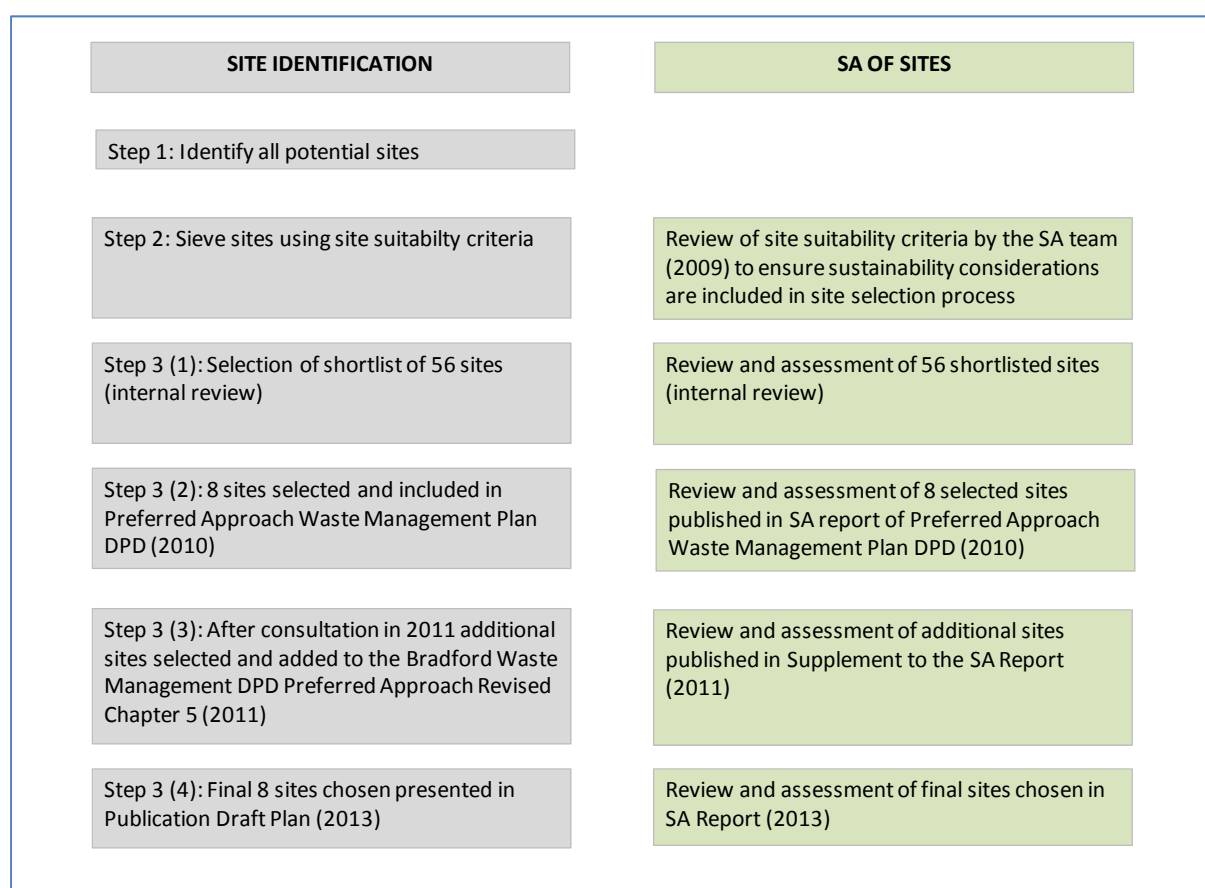 SITE IDENTIFICATION
SA OF SITES
Step 1: Identify all potential sites
Step 2: Sieve sites using site suitabilty criteria
Review of site suitability criteria by the SA team
(2009) to ensure sustainability considerations
are included in site selection process
Step 3 (1): Selection of shortlist of 56 sites
(internal review)
Review and assessment of 56 shortlisted sites
(internal review)
Step 3 (2): 8 sites selected and included in
Preferred Approach Waste Management Plan
DPD (2010)
Review and assessment of 8 selected sites
published in SA report of Preferred Approach
Waste Management Plan DPD (2010)
Step 3 (3): After consultation in 2011 additional
sites selected and added to the Bradford Waste
Management DPD Preferred Approach Revised
Chapter 5 (2011)
Review and assessment of additional sites
published in Supplement to the SA Report
(2011)
Step 3 (4): Final 8 sites chosen presented in
Publication Draft Plan (2013)
Review and assessment of final sites chosen in
SA Report (2013)